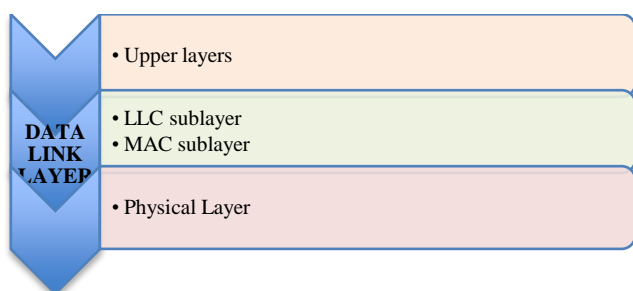 • Upper layers
DATA
LINK
LAYER
• LLC sublayer
• MAC sublayer
• Physical Layer